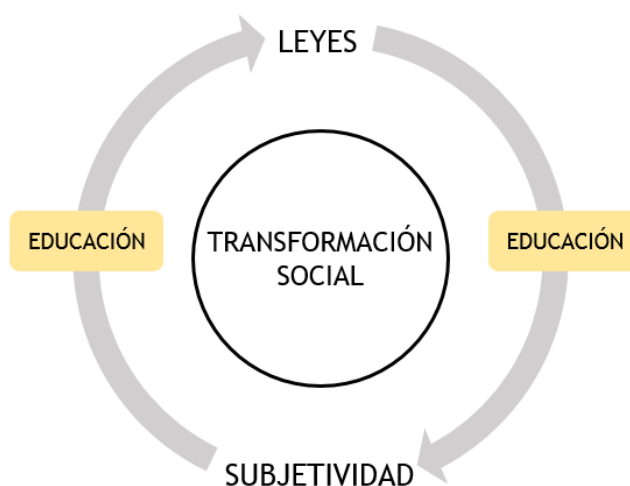 LEYES
EDUCACIÓN
TRANSFORMACIÓN
SOCIAL
EDUCACIÓN
SUBJETIVIDAD